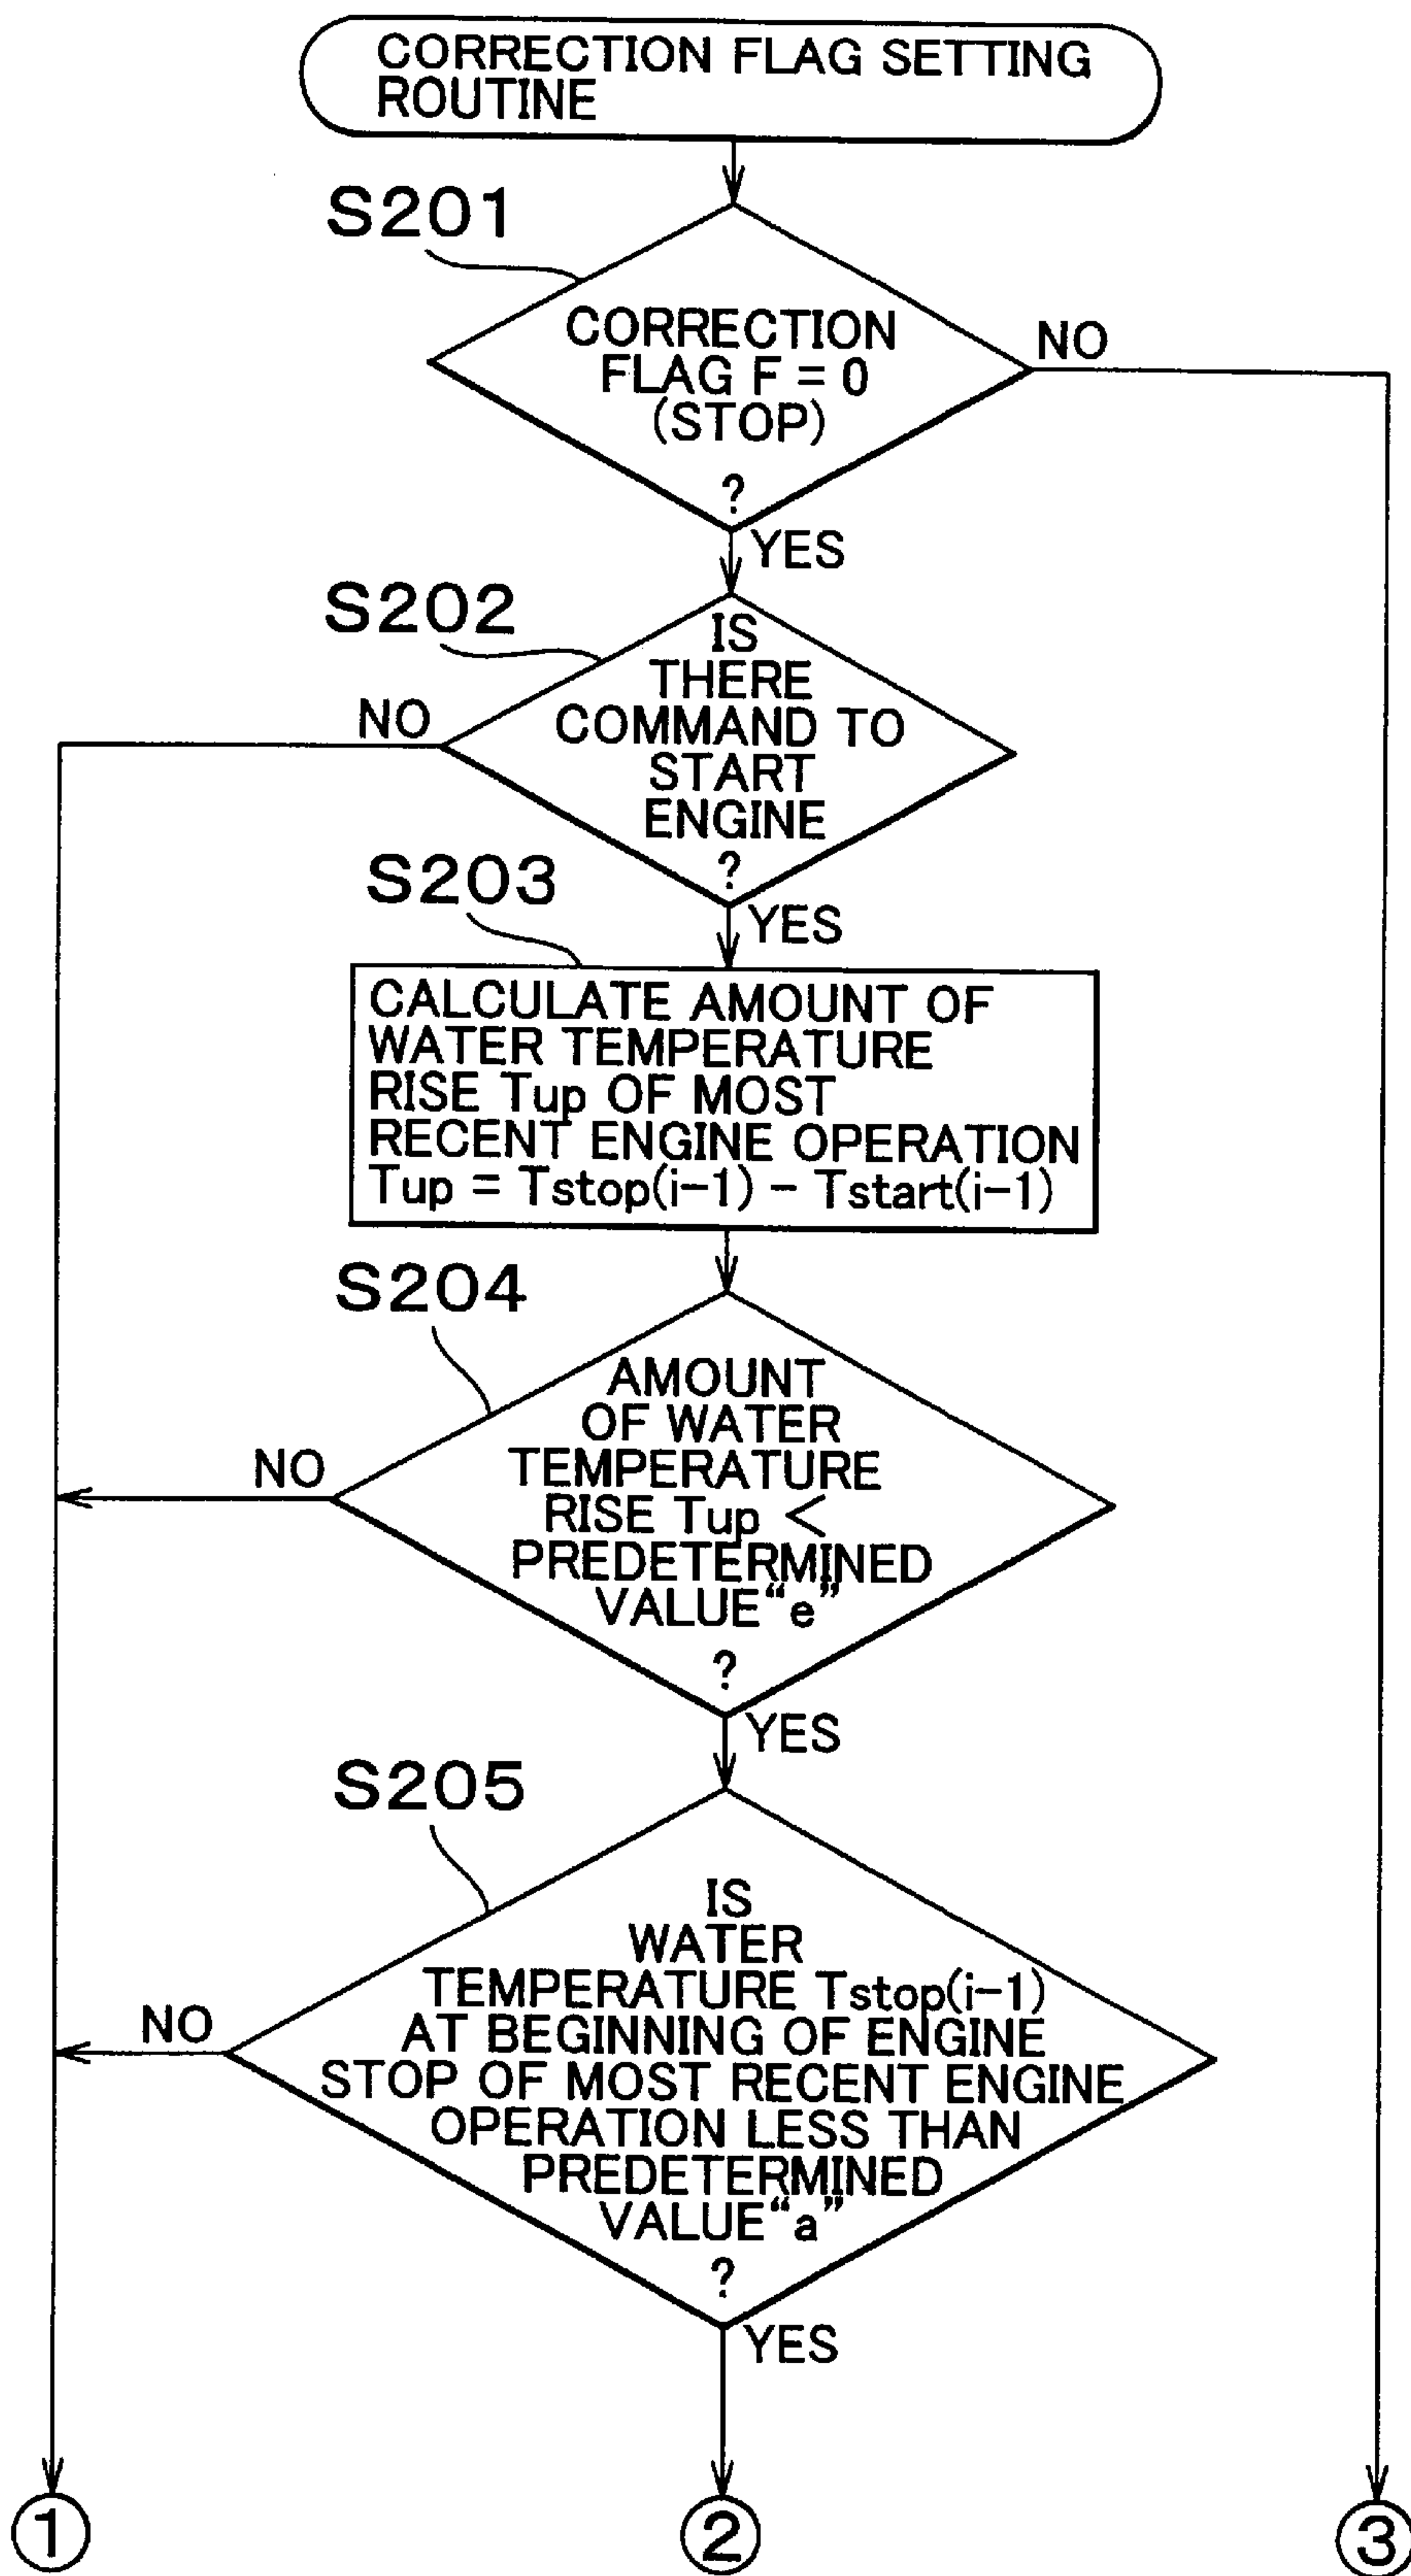 CORRECTION FLAG SETTING
ROUTINE
S201
CORRECTION
FLAG F = 0
(STOP)
?
NO
YES
S202
IS
THERE
COMMAND TO
START
ENGINE
?
NO
YES
S203
CALCULATE AMOUNT OF
WATER TEMPERATURE
RISE Tup OF MOST
RECENT ENGINE OPERATION
Tup = Tstop(i-1) - Tstart(i-1)
S204
AMOUNT
OF WATER
TEMPERATURE
RISE Tup <
PREDETERMINED
VALUE“e”
?
NO
YES
S205
IS
WATER
TEMPERATURE Tstop(i-1)
AT BEGINNING OF ENGINE
STOP OF MOST RECENT ENGINE
OPERATION LESS THAN
PREDETERMINED
VALUE“a”
?
NO
YES
① ② ③